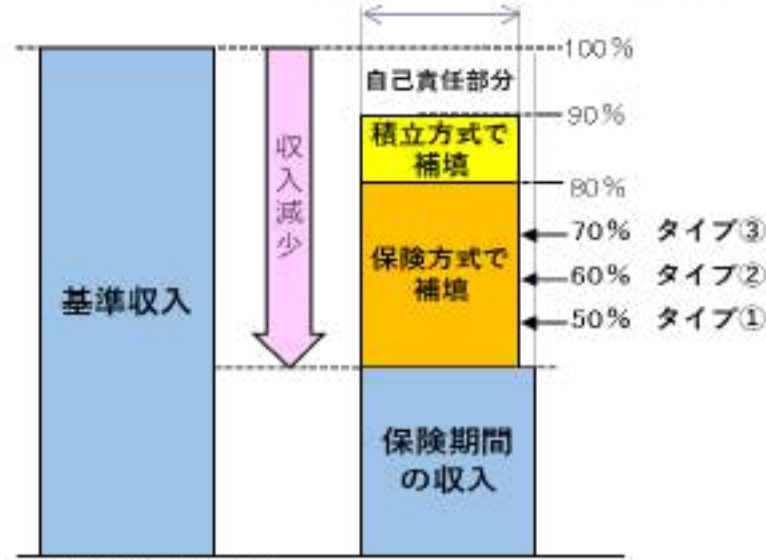 100%
自己責任部分
90%
積立方式で
補填
80%
収入減少
70% タイプ③
保険方式で
補填
60% タイプ②
50% タイプ①
基準収入
保険期間
の収入